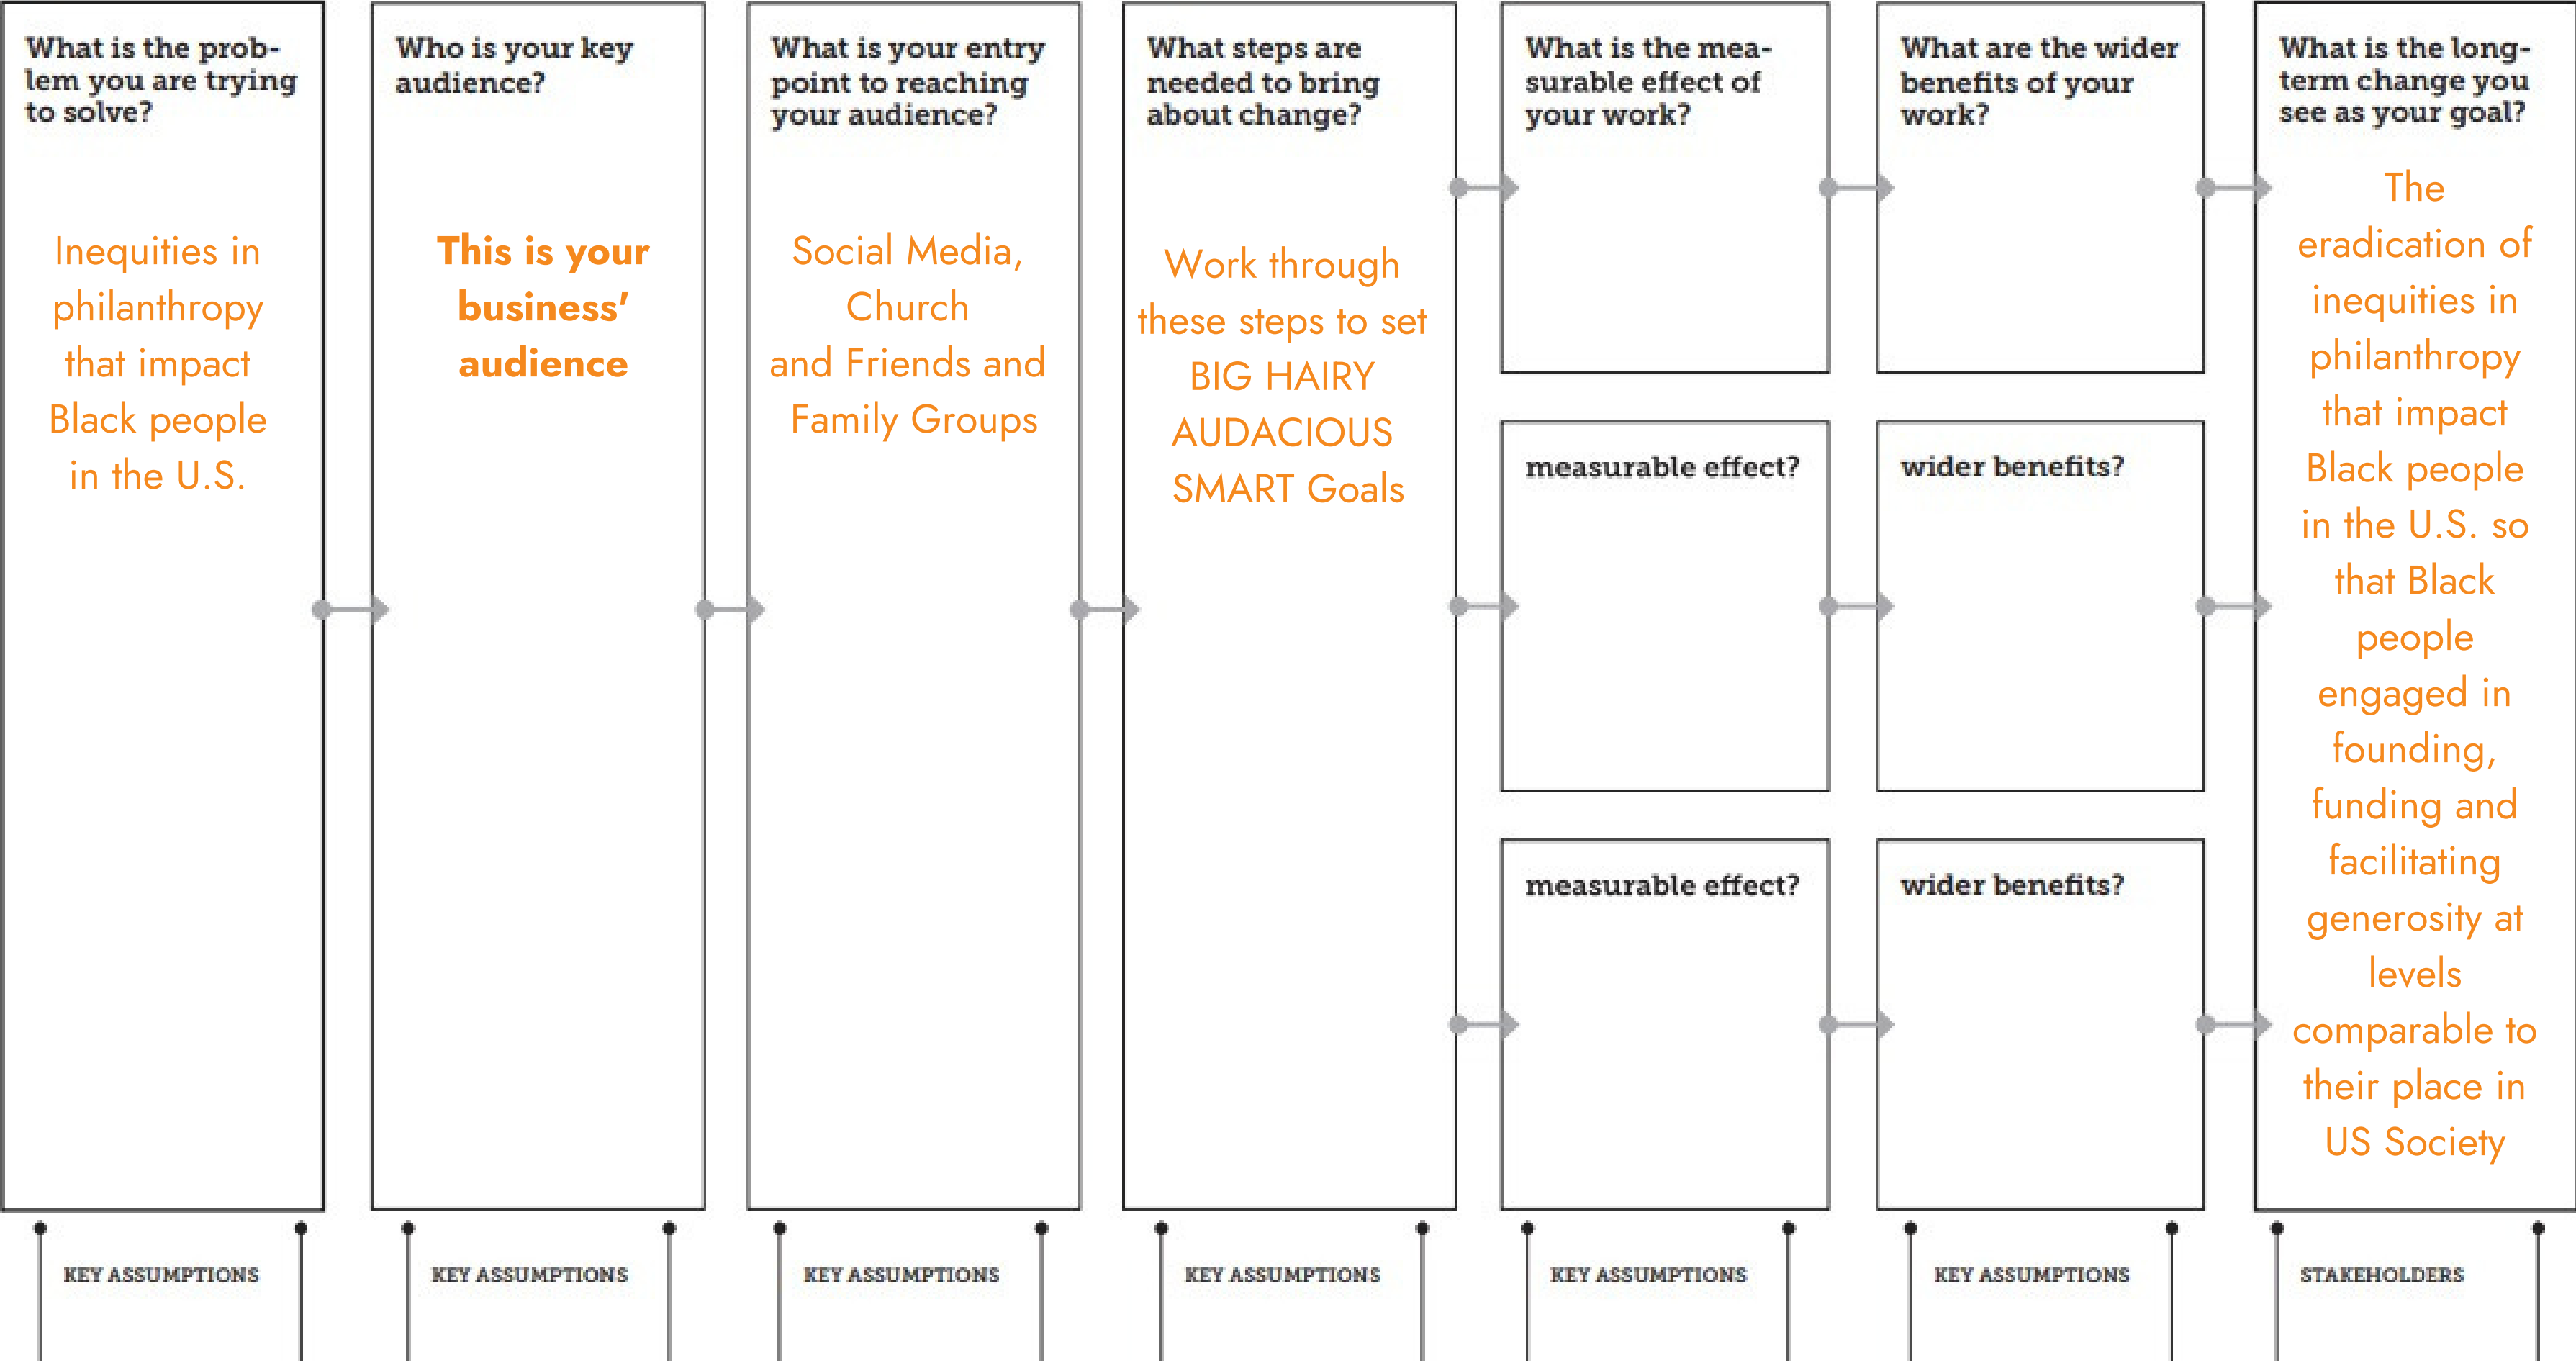 What is the prob-
lem you are trying
to solve?
Inequities in
philanthropy
that impact
Black people
in the U.S.
Who is your key
audience?
This is your
business'
audience
What is your entry
point to reaching
your audience?
Social Media,
Church
and Friends and
Family Groups
What steps are
needed to bring
about change?
Work through
these steps to set
BIG HAIRY
AUDACIOUS
SMART Goals
What is the mea-
surable effect of
your work?
measurable effect?
measurable effect?
What are the wider
benefits of your
work?
wider benefits?
wider benefits?
What is the long-
term change you
see as your goal?
The
eradication of
inequities in
philanthropy
that impact
Black people
in the U.S. so
that Black
people
engaged in
founding,
funding and
facilitating
generosity at
levels
comparable to
their place in
US Society
KEY ASSUMPTIONS
KEY ASSUMPTIONS
KEY ASSUMPTIONS
KEY ASSUMPTIONS
KEY ASSUMPTIONS
KEY ASSUMPTIONS
STAKEHOLDERS